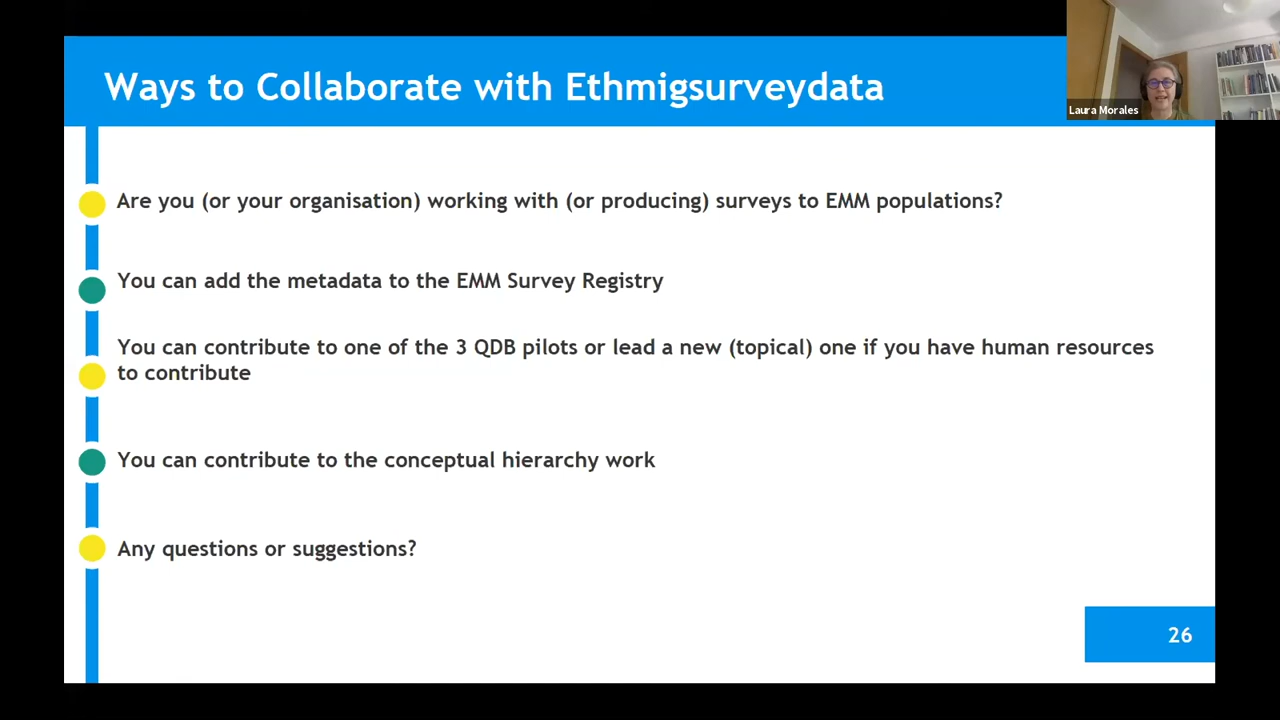 Ways to Collaborate with Ethmigsurveydata
Laura Morales
Are you (or your organisation) working with (or producing) surveys to EMM populations?
You can add the metadata to the EMM Survey Registry
You can contribute to one of the 3 QDB pilots or lead a new (topical) one if you have human resources
to contribute
You can contribute to the conceptual hierarchy work
Any questions or suggestions?
26